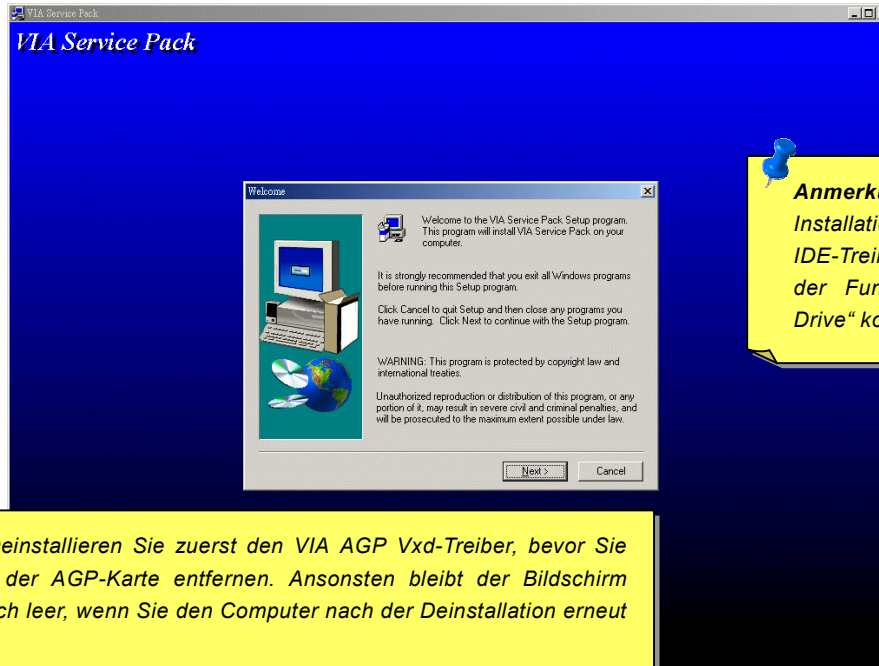 VIA Service Pack
VIA Service Pack
Welcome
Welcome to the VIA Service Pack Setup program.
This program will install VIA Service Pack on your
computer.
It is strongly recommended that you exit all Windows programs
before running this Setup program.
Click Cancel to quit Setup and then close any programs you
have running. Click Next to continue with the Setup program.
WARNING: This program is protected by copyright law and
international treaties.
Unauthorized reproduction or distribution of this program, or any
portion of it, may result in severe civil and criminal penalties, and
will be prosecuted to the maximum extent possible under law.
Next >
Cancel
Anmerku
Installati
IDE-Treib
der Fun
Drive“ ko
einstallieren Sie zuerst den VIA AGP Vxd-Treiber, bevor Sie
der AGP-Karte entfernen. Ansonsten bleibt der Bildschirm
ch leer, wenn Sie den Computer nach der Deinstallation erneut